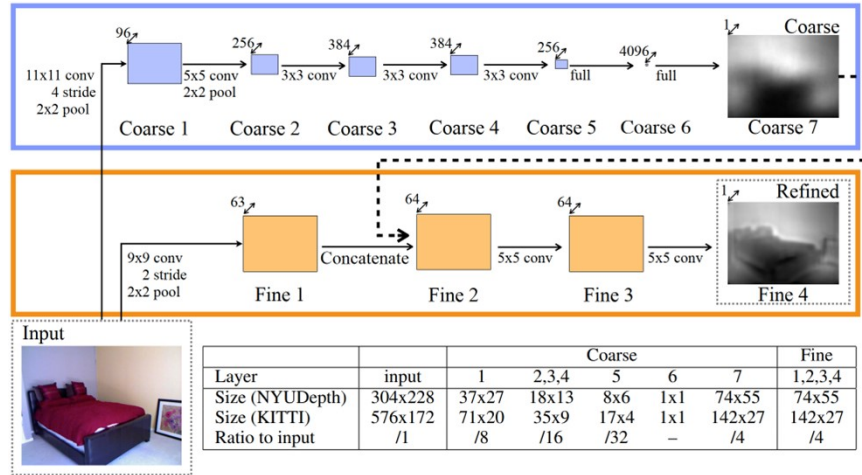 96
256
384
384
256
4096
1
Coarse
11x11 conv
4 stride
2x2 pool
5x5 conv
2x2 pool
3x3 conv
3x3 conv
3x3 conv
full
full
Coarse 1
Coarse 2
Coarse 3
Coarse 4
Coarse 5
Coarse 6
Coarse 7
63
64
64
1
Refined
9x9 conv
2 stride
2x2 pool
Concatenate
5x5 conv
5x5 conv
Fine 1
Fine 2
Fine 3
Fine 4
Input
Coarse Fine
Layer input 1 2,3,4 5 6 7 1,2,3,4
Size (NYUDepth) 304x228 37x27 18x13 8x6 1x1 74x55 74x55
Size (KITTI) 576x172 71x20 35x9 17x4 1x1 142x27 142x27
Ratio to input /1 /8 /16 /32 – /4 /4